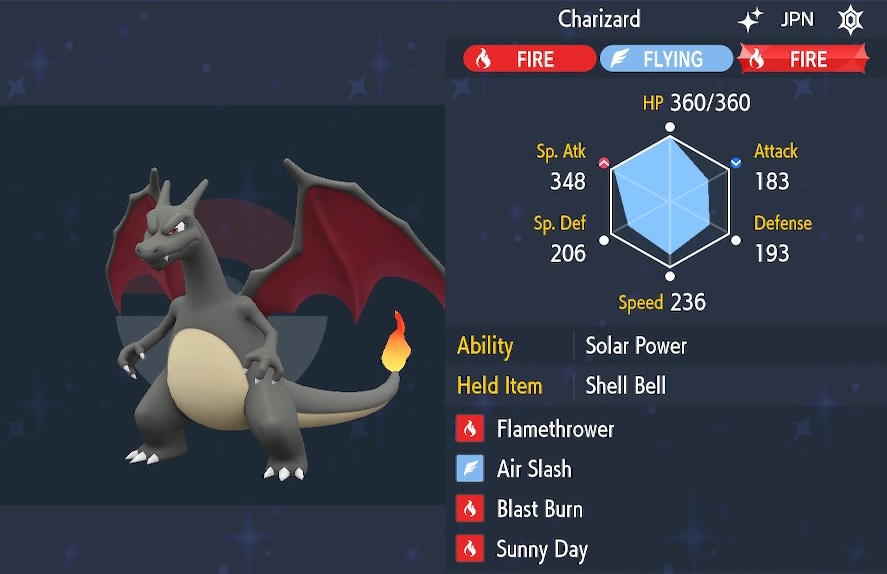 Charizard JPN
FIRE FLYING FIRE
HP 360/360
Sp. Atk Attack
348 183
Sp. Def Defense
206 193
Speed 236
Ability Solar Power
Held Item Shell Bell
Flamethrower
Air Slash
Blast Burn
Sunny Day